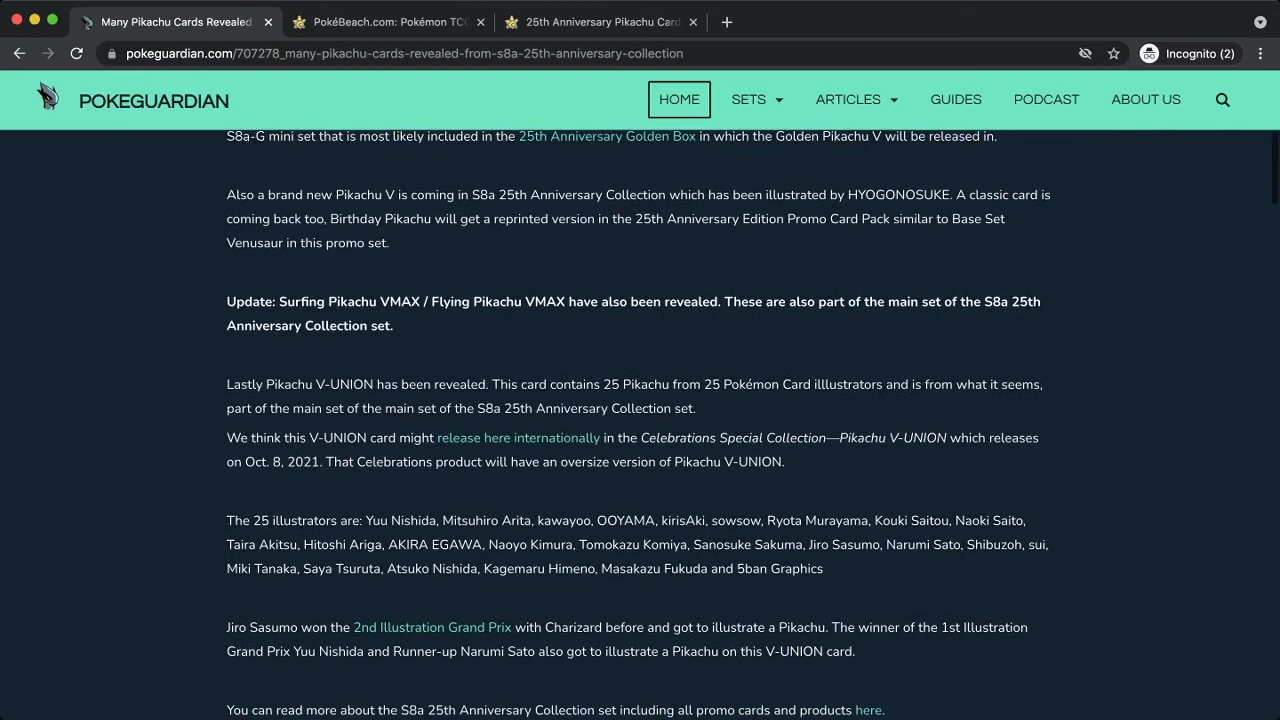 Many Pikachu Cards Revealed
PokéBeach.com: Pokémon TCG
25th Anniversary Pikachu Card
pokeguardian.com/707278_many-pikachu-cards-revealed-from-s8a-25th-anniversary-collection
Incognito (2)
POKEGUARDIAN
HOME
SETS
ARTICLES
GUIDES
PODCAST
ABOUT US
S8a-G mini set that is most likely included in the 25th Anniversary Golden Box in which the Golden Pikachu V will be released in.
Also a brand new Pikachu V is coming in S8a 25th Anniversary Collection which has been illustrated by HYOGONOSUKE. A classic card is
coming back too, Birthday Pikachu will get a reprinted version in the 25th Anniversary Edition Promo Card Pack similar to Base Set
Venusaur in this promo set.
Update: Surfing Pikachu VMAX / Flying Pikachu VMAX have also been revealed. These are also part of the main set of the S8a 25th
Anniversary Collection set.
Lastly Pikachu V-UNION has been revealed. This card contains 25 Pikachu from 25 Pokémon Card illlustrators and is from what it seems,
part of the main set of the main set of the S8a 25th Anniversary Collection set.
We think this V-UNION card might release here internationally in the Celebrations Special Collection—Pikachu V-UNION which releases
on Oct. 8, 2021. That Celebrations product will have an oversize version of Pikachu V-UNION.
The 25 illustrators are: Yuu Nishida, Mitsuhiro Arita, kawayoo, OOYAMA, kirisAki, sowsow, Ryota Murayama, Kouki Saitou, Naoki Saito,
Taira Akitsu, Hitoshi Ariga, AKIRA EGAWA, Naoyo Kimura, Tomokazu Komiya, Sanosuke Sakuma, Jiro Sasumo, Narumi Sato, Shibuzoh, sui,
Miki Tanaka, Saya Tsuruta, Atsuko Nishida, Kagemaru Himeno, Masakazu Fukuda and 5ban Graphics
Jiro Sasumo won the 2nd Illustration Grand Prix with Charizard before and got to illustrate a Pikachu. The winner of the 1st Illustration
Grand Prix Yuu Nishida and Runner-up Narumi Sato also got to illustrate a Pikachu on this V-UNION card.
You can read more about the S8a 25th Anniversary Collection set including all promo cards and products here.